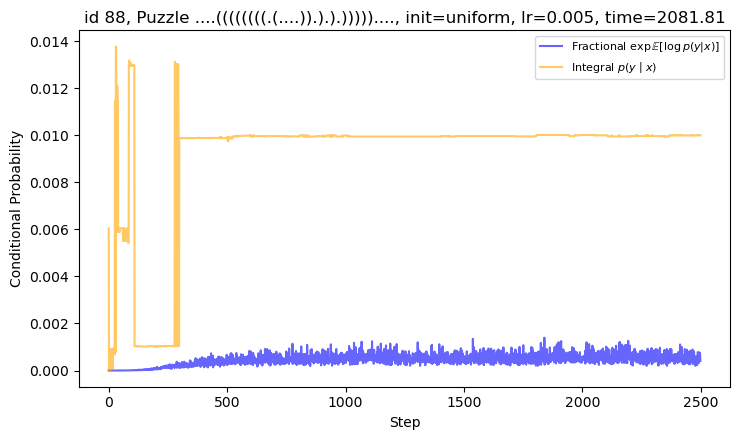 id 88, Puzzle ....((((((((.(....)).).).)))))...., init=uniform, lr=0.005, time=2081.81
Fractional exp𝔼[log p(y|x)]
Integral p(y | x)
Conditional Probability
0.014
0.012
0.010
0.008
0.006
0.004
0.002
0.000
0
500
1000
1500
2000
2500
Step